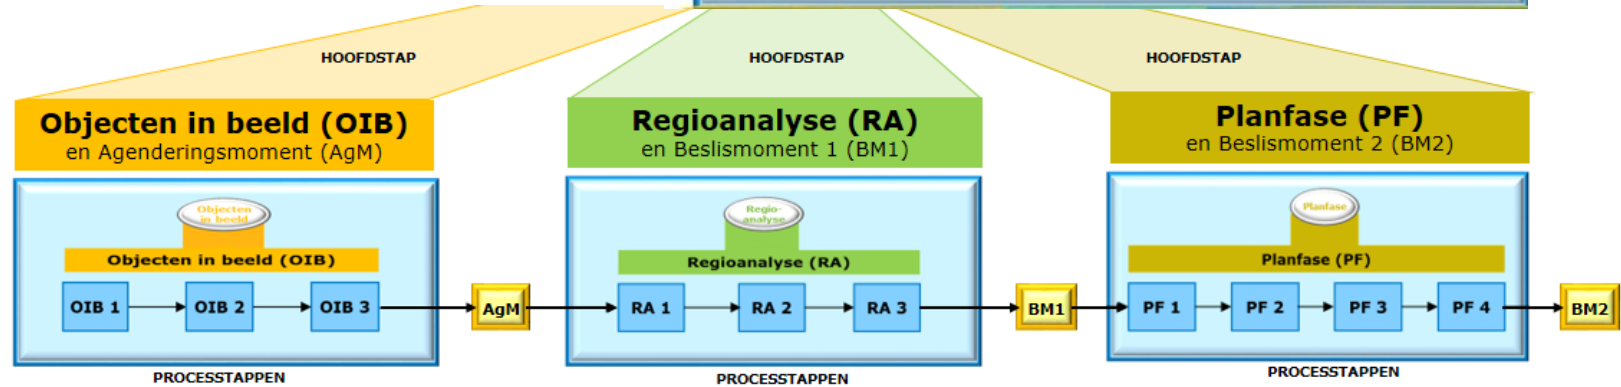 HOOFDSTAP
HOOFDSTAP
HOOFDSTAP
Objecten in beeld (OIB)
en Agenderingsmoment (AgM)
Regioanalyse (RA)
en Beslismoment 1 (BM1)
Planfase (PF)
en Beslismoment 2 (BM2)
Objecten
in beeld
Objecten in beeld (OIB)
OIB 1
OIB 2
OIB 3
PROCESSTAPPEN
AgM
Regio-
analyse
Regioanalyse (RA)
RA 1
RA 2
RA 3
PROCESSTAPPEN
BM1
Planfase
Planfase (PF)
PF 1
PF 2
PF 3
PF 4
PROCESSTAPPEN
BM2